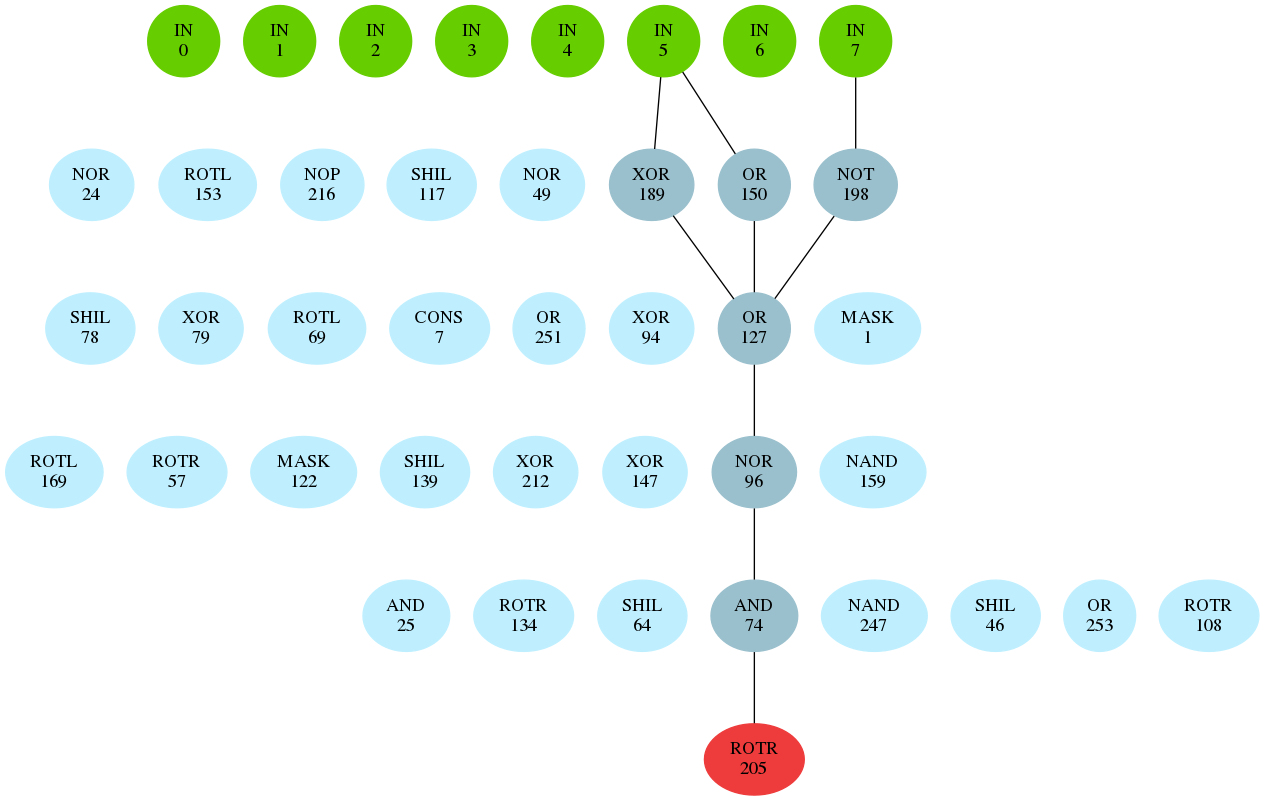 IN
0
IN
1
IN
2
IN
3
IN
4
IN
5
IN
6
IN
7
NOR
24
ROTL
153
NOP
216
SHIL
117
NOR
49
XOR
189
OR
150
NOT
198
SHIL
78
XOR
79
ROTL
69
CONS
7
OR
251
XOR
94
OR
127
MASK
1
ROTL
169
ROTR
57
MASK
122
SHIL
139
XOR
212
XOR
147
NOR
96
NAND
159
AND
25
ROTR
134
SHIL
64
AND
74
NAND
247
SHIL
46
OR
253
ROTR
108
ROTR
205